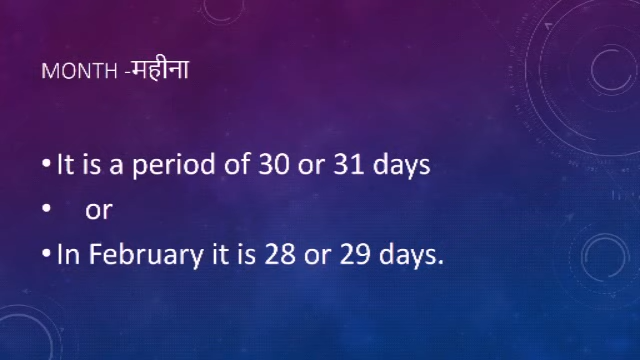 MONTH -महीना
• It is a period of 30 or 31 days
• or
• In February it is 28 or 29 days.